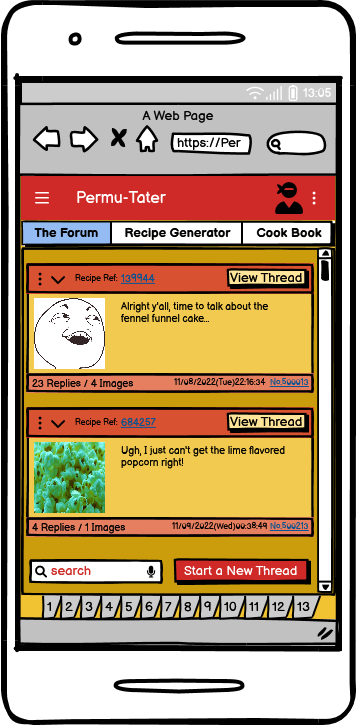 13:05
A Web Page
https://Per
Permu-Tater
The Forum Recipe Generator Cook Book
Recipe Ref: 139944 View Thread
Alright y'all, time to talk about the
fennel funnel cake...
23 Replies / 4 Images 11/08/2022(Tue)22:16:34 No.500013
Recipe Ref: 684257 View Thread
Ugh, I just can't get the lime flavored
popcorn right!
4 Replies / 1 Images 11/09/2022(Wed)00:38:49 No.500213
search Start a New Thread
1 2 3 4 5 6 7 8 9 10 11 12 13